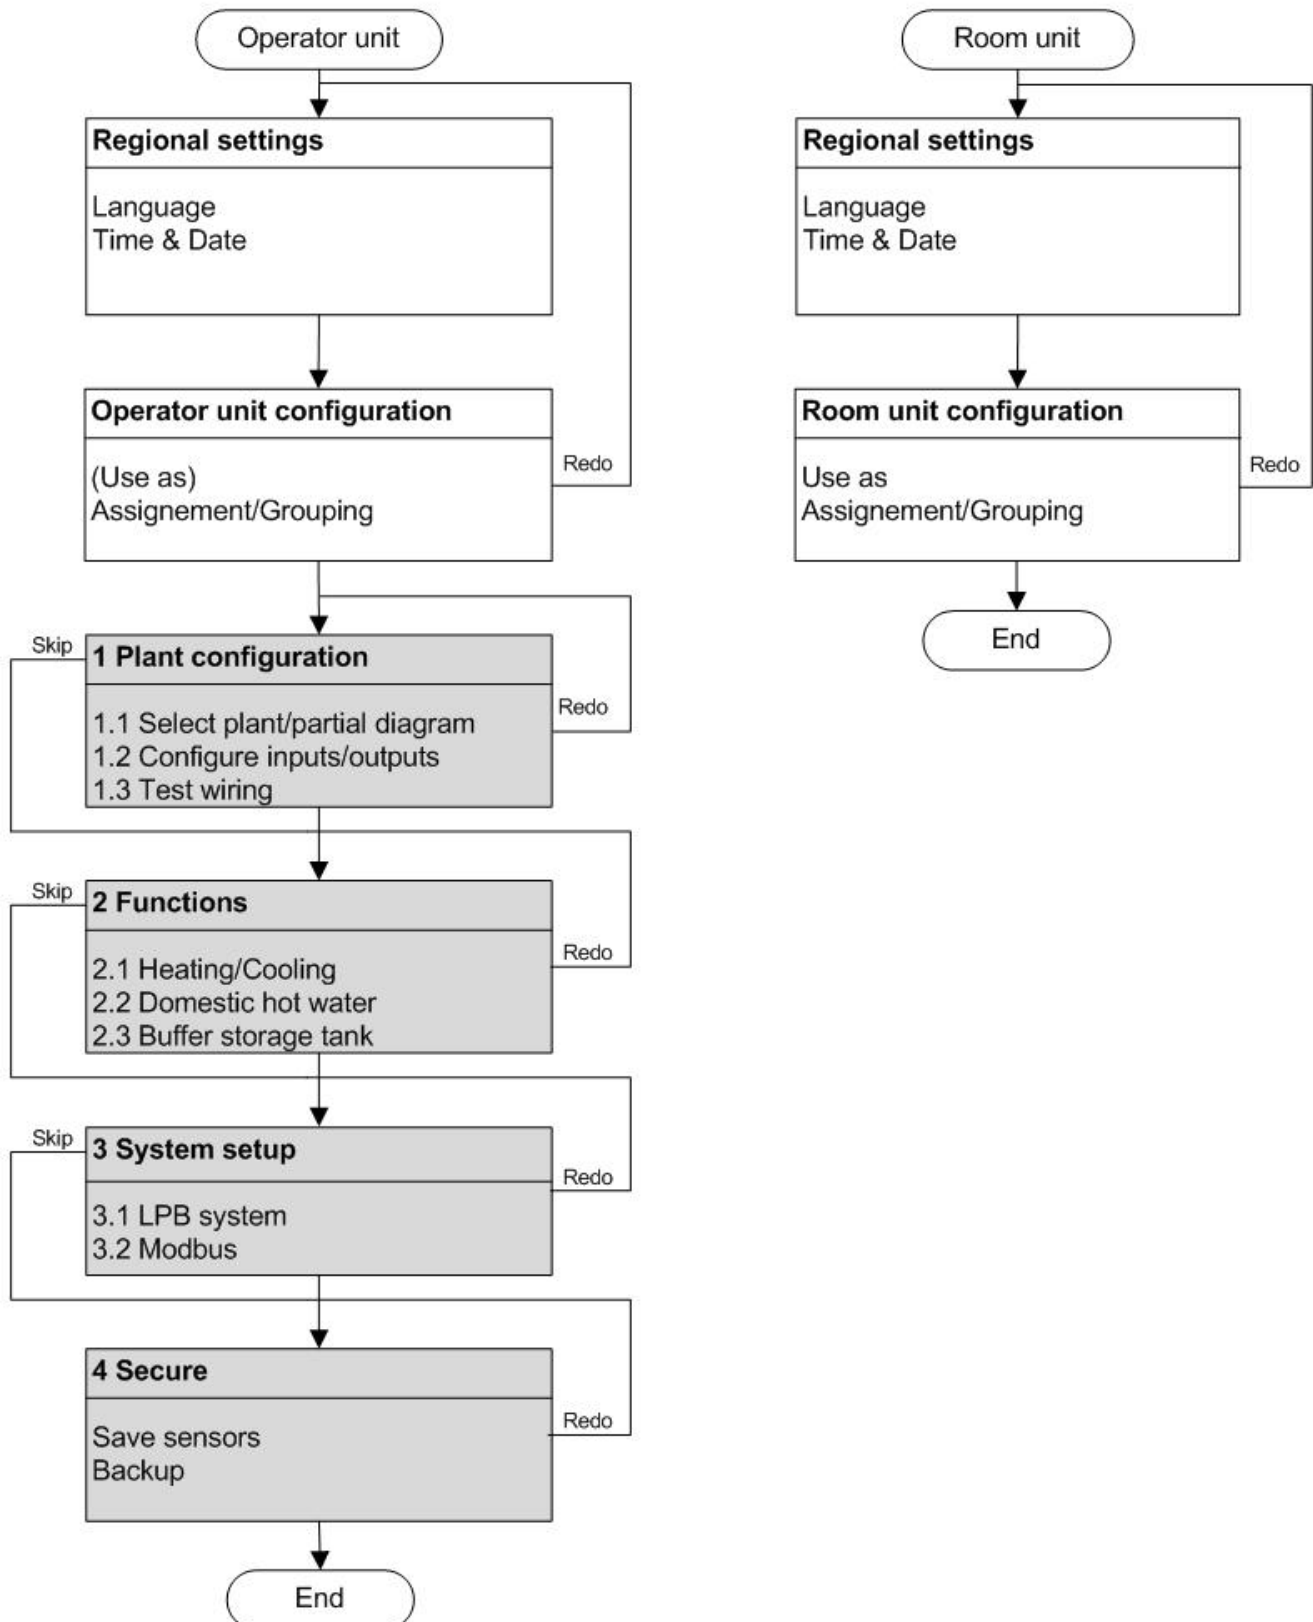 Operator unit
Regional settings
Language
Time & Date
Operator unit configuration
(Use as)
Assignement/Grouping
Redo
Skip
1 Plant configuration
1.1 Select plant/partial diagram
1.2 Configure inputs/outputs
1.3 Test wiring
Redo
Skip
2 Functions
2.1 Heating/Cooling
2.2 Domestic hot water
2.3 Buffer storage tank
Redo
Skip
3 System setup
3.1 LPB system
3.2 Modbus
Redo
4 Secure
Save sensors
Backup
Redo
End
Room unit
Regional settings
Language
Time & Date
Room unit configuration
Use as
Assignement/Grouping
Redo
End